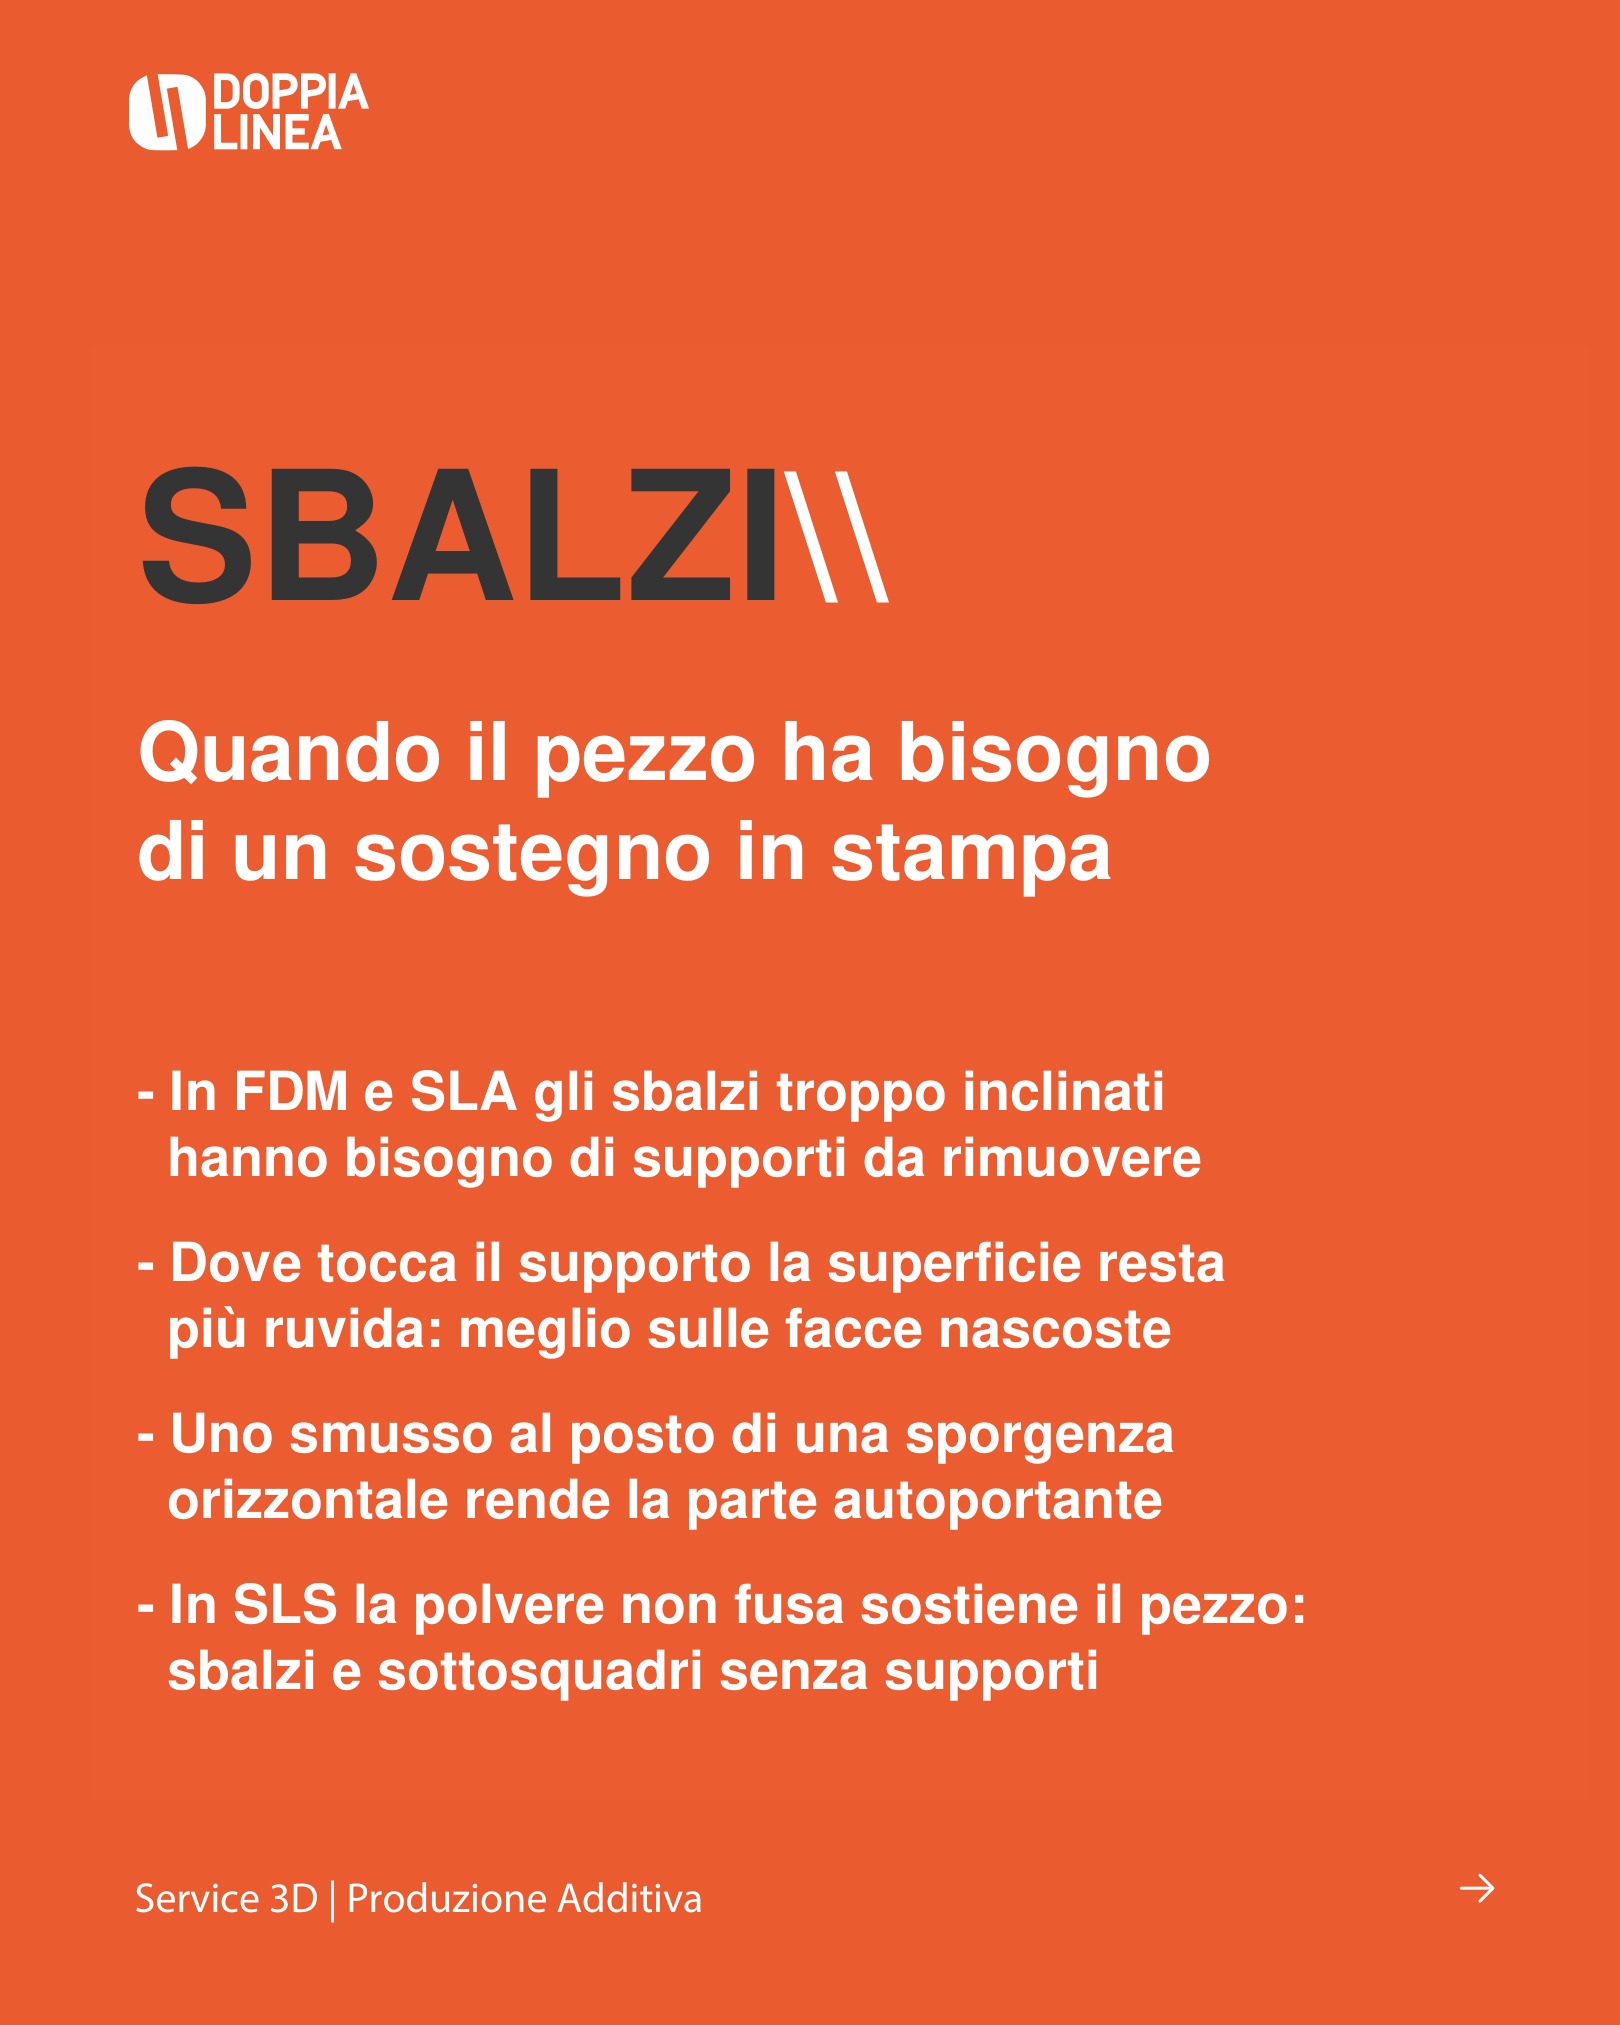 DOPPIA
LINEA
SBALZI\\
Quando il pezzo ha bisogno
di un sostegno in stampa
- In FDM e SLA gli sbalzi troppo inclinati
hanno bisogno di supporti da rimuovere
- Dove tocca il supporto la superficie resta
più ruvida: meglio sulle facce nascoste
- Uno smusso al posto di una sporgenza
orizzontale rende la parte autoportante
- In SLS la polvere non fusa sostiene il pezzo:
sbalzi e sottosquadri senza supporti
Service 3D | Produzione Additiva